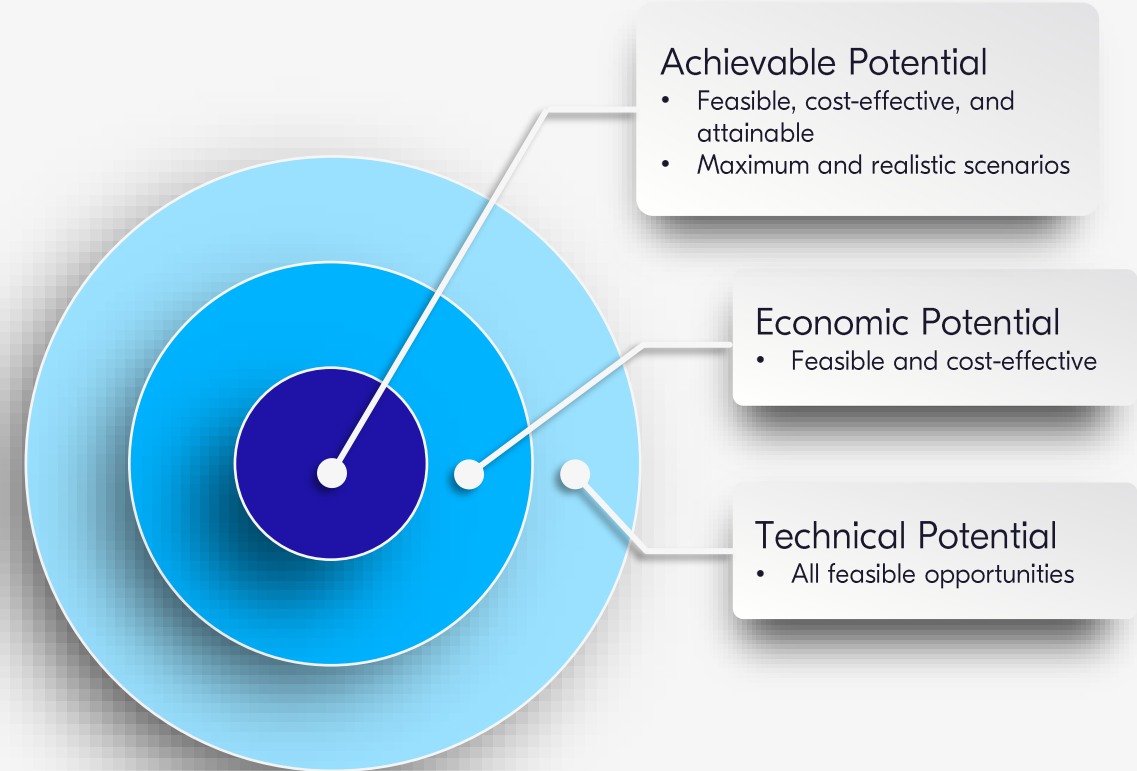 Achievable Potential
• Feasible, cost-effective, and
attainable
• Maximum and realistic scenarios
Economic Potential
• Feasible and cost-effective
Technical Potential
• All feasible opportunities